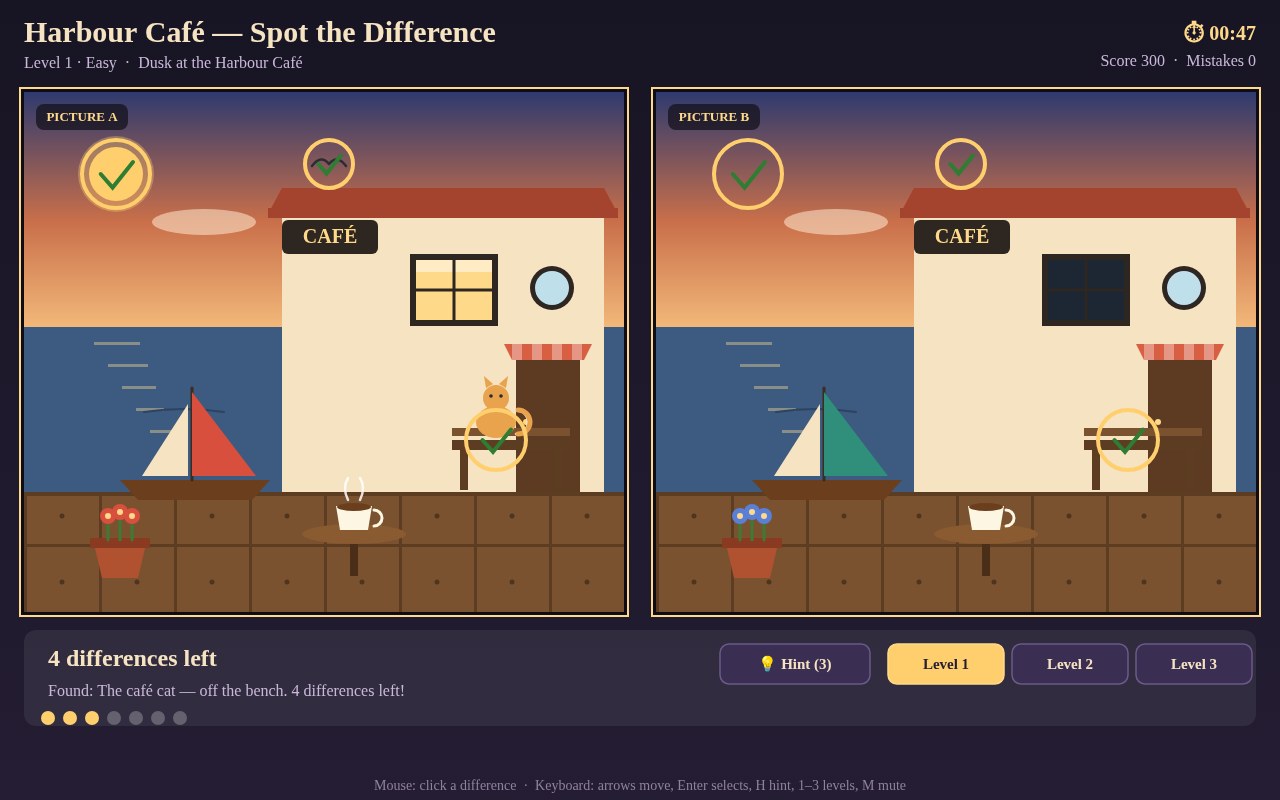 Harbour Café — Spot the Difference
Level 1 · Easy · Dusk at the Harbour Café
⏱ 00:47
Score 300 · Mistakes 0
PICTURE A
PICTURE B
CAFÉ
CAFÉ
4 differences left
Found: The café cat — off the bench. 4 differences left!
💡 Hint (3)
Level 1
Level 2
Level 3
Mouse: click a difference · Keyboard: arrows move, Enter selects, H hint, 1–3 levels, M mute